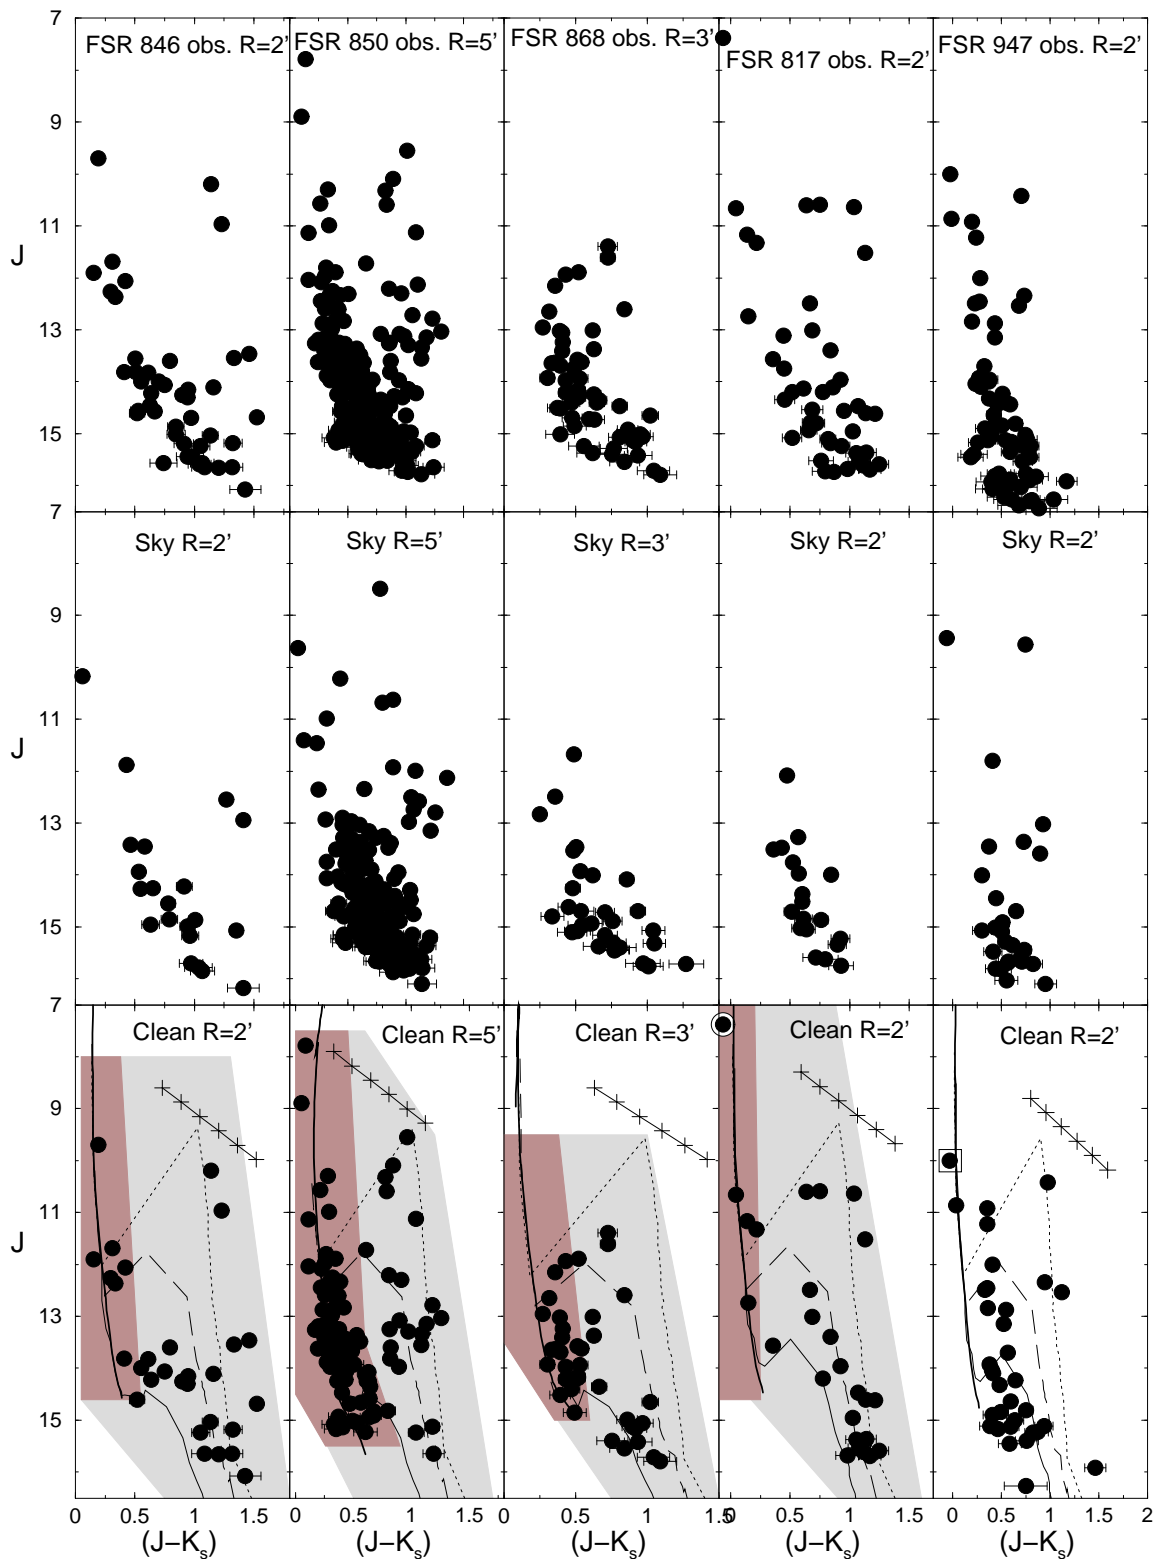 FSR 846 obs. R=2’
FSR 850 obs. R=5’
FSR 868 obs. R=3’
FSR 817 obs. R=2’
FSR 947 obs. R=2’
7
9
11
13
15
J
7
Sky R=2’
Sky R=5’
Sky R=3’
Sky R=2’
Sky R=2’
9
11
13
15
J
7
Clean R=2’
Clean R=5’
Clean R=3’
Clean R=2’
Clean R=2’
9
11
13
15
J
0 0.5 1 1.5
0 0.5 1 1.5
0 0.5 1 1.5
0 0.5 1 1.5
0 0.5 1 1.5 2
(J−Ks)
(J−Ks)
(J−Ks)
(J−Ks)
(J−Ks)